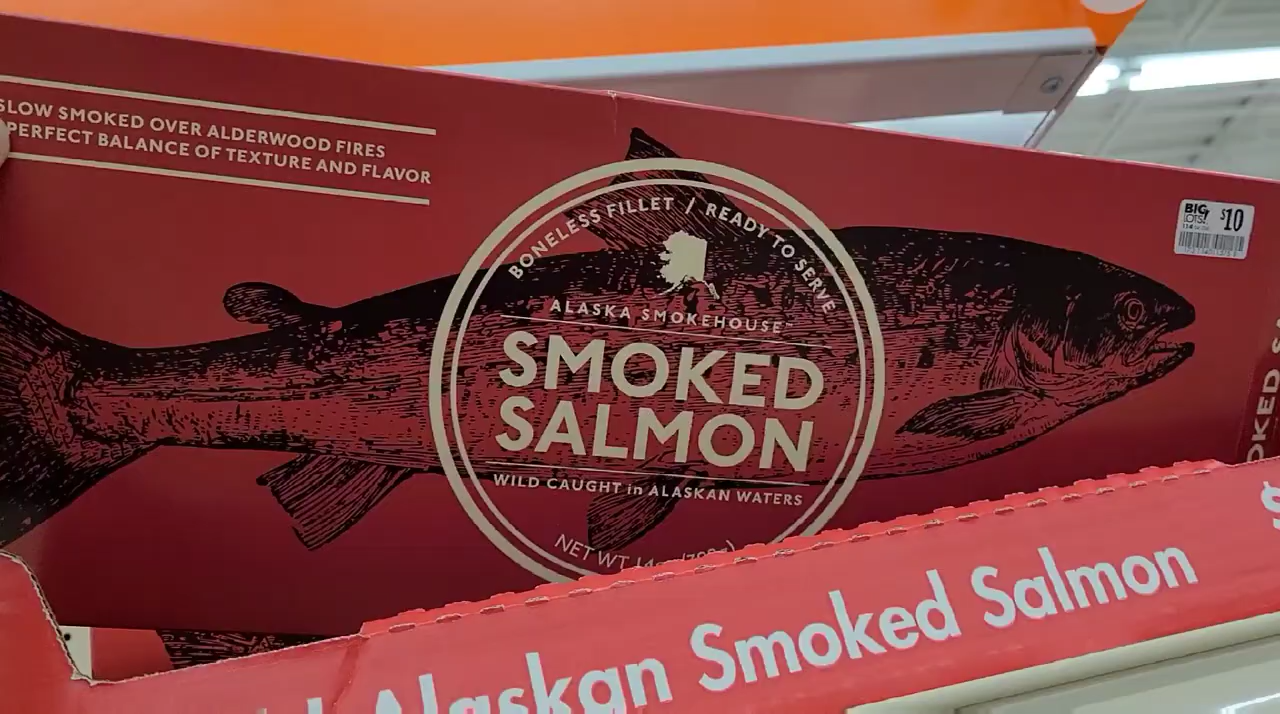 SLOW SMOKED OVER ALDERWOOD FIRES
PERFECT BALANCE OF TEXTURE AND FLAVOR
BONELESS FILLET / READY TO SERVE
ALASKA SMOKEHOUSE™
SMOKED
SALMON
WILD CAUGHT in ALASKAN WATERS
NET WT
BIG LOTS! $10
Alaskan Smoked Salmon
$